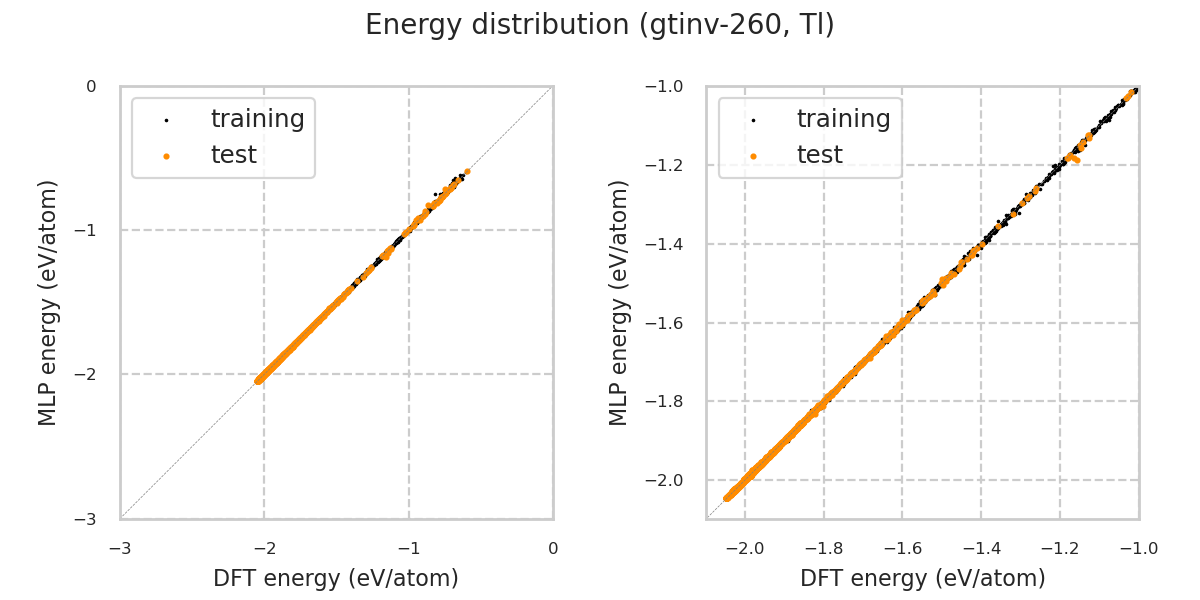 Energy distribution (gtinv-260, Tl)
training
test
0
−1
−2
−3
−3
−2
−1
0
MLP energy (eV/atom)
DFT energy (eV/atom)
training
test
−1.0
−1.2
−1.4
−1.6
−1.8
−2.0
−2.0
−1.8
−1.6
−1.4
−1.2
−1.0
MLP energy (eV/atom)
DFT energy (eV/atom)